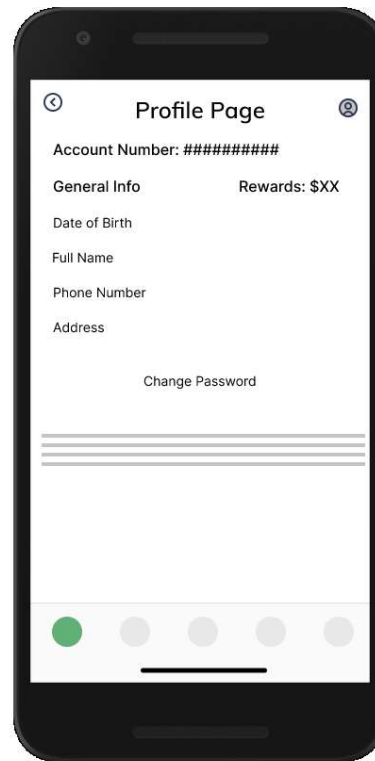 Profile Page
Account Number: ##########
General Info Rewards: $XX
Date of Birth
Full Name
Phone Number
Address
Change Password